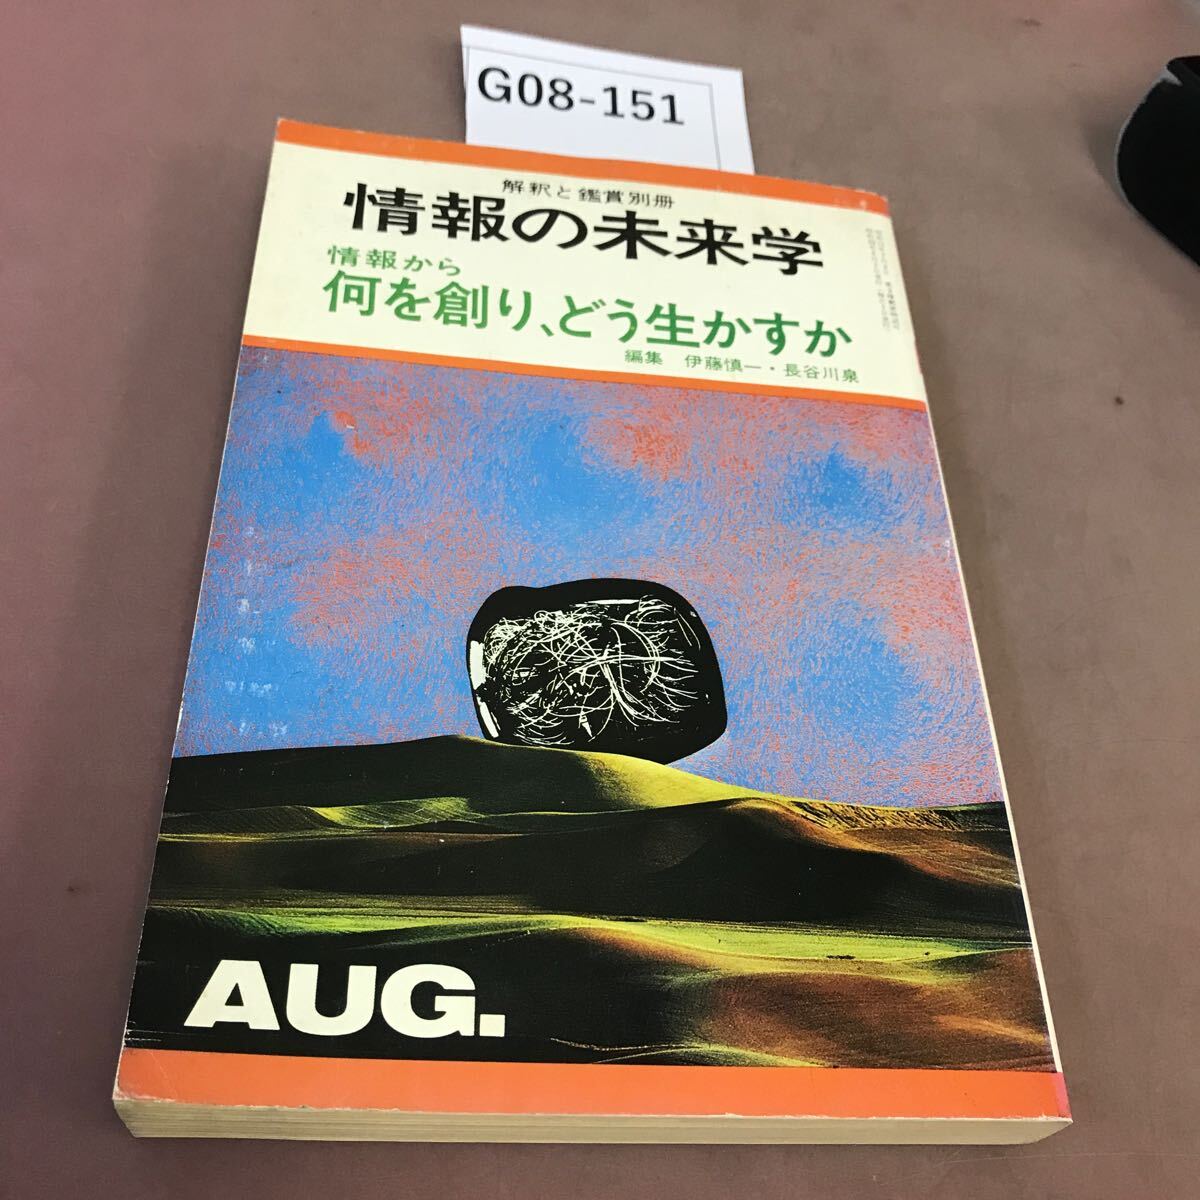 G08-151
解釈と鑑賞別冊
情報の未来学
情報から
何を創り、どう生かすか
編集 伊藤慎一・長谷川泉
AUG.